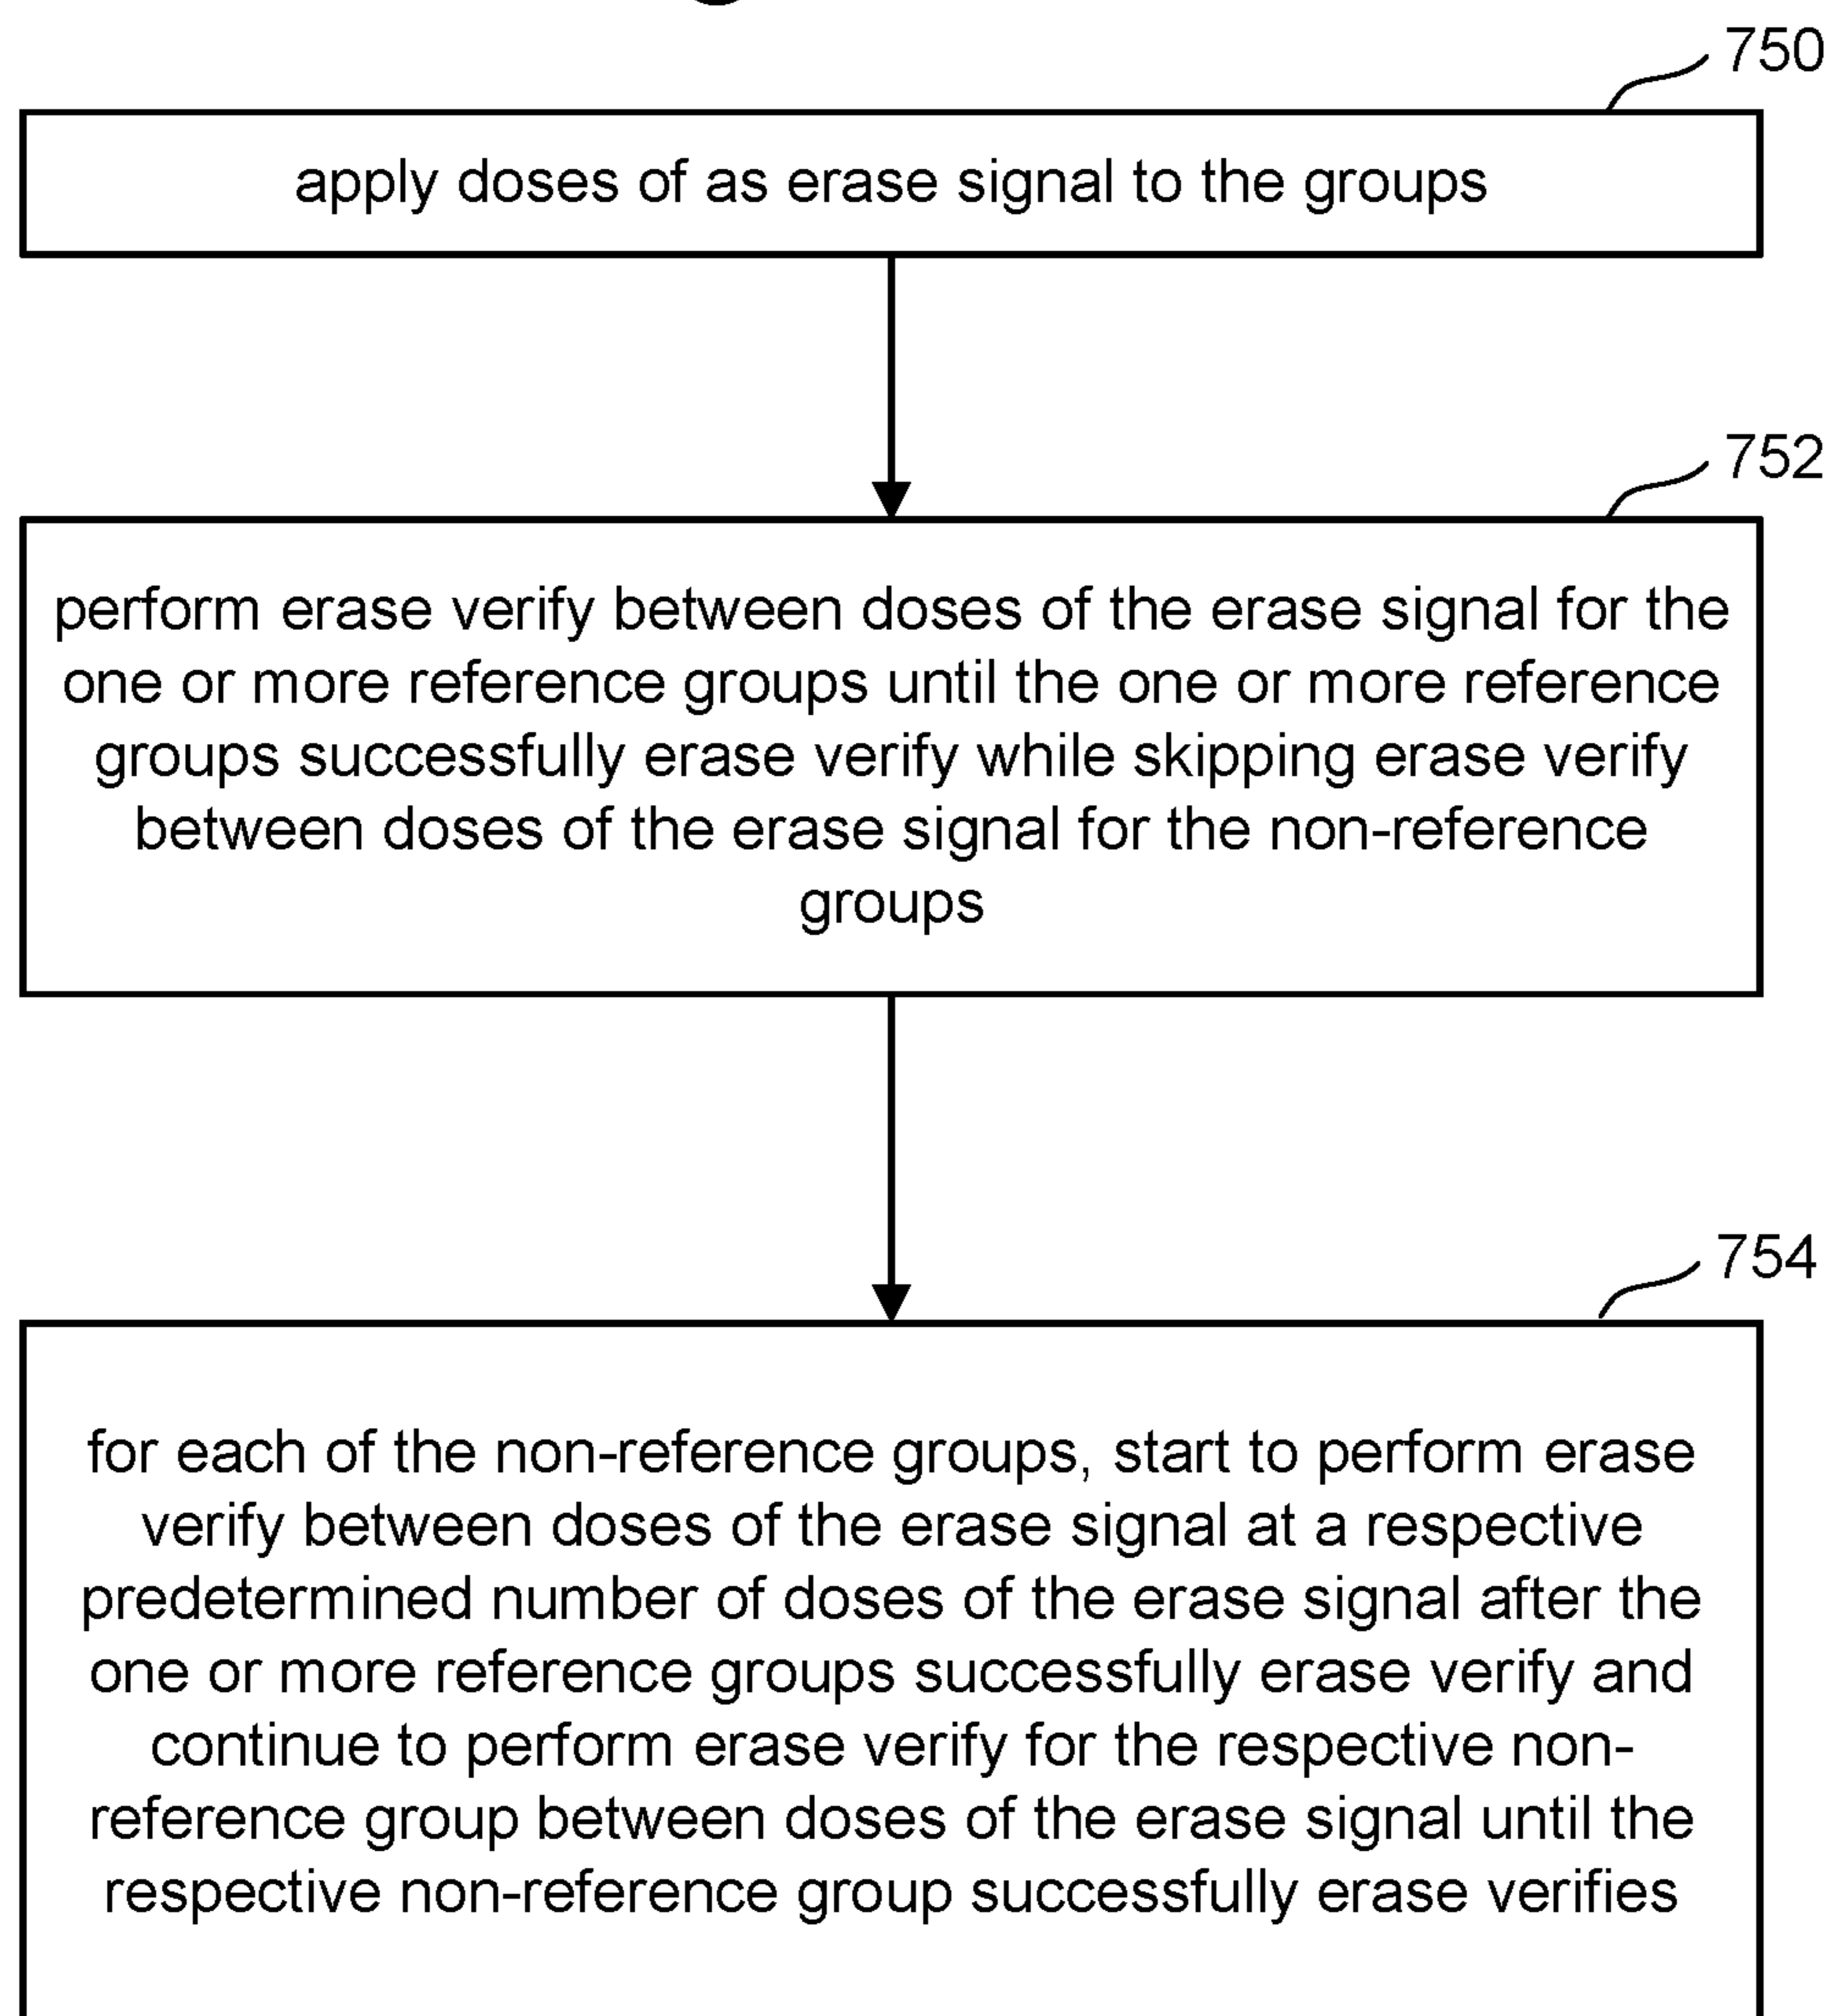 750
apply doses of as erase signal to the groups
752
perform erase verify between doses of the erase signal for the
one or more reference groups until the one or more reference
groups successfully erase verify while skipping erase verify
between doses of the erase signal for the non-reference
groups
754
for each of the non-reference groups, start to perform erase
verify between doses of the erase signal at a respective
predetermined number of doses of the erase signal after the
one or more reference groups successfully erase verify and
continue to perform erase verify for the respective non-
reference group between doses of the erase signal until the
respective non-reference group successfully erase verifies